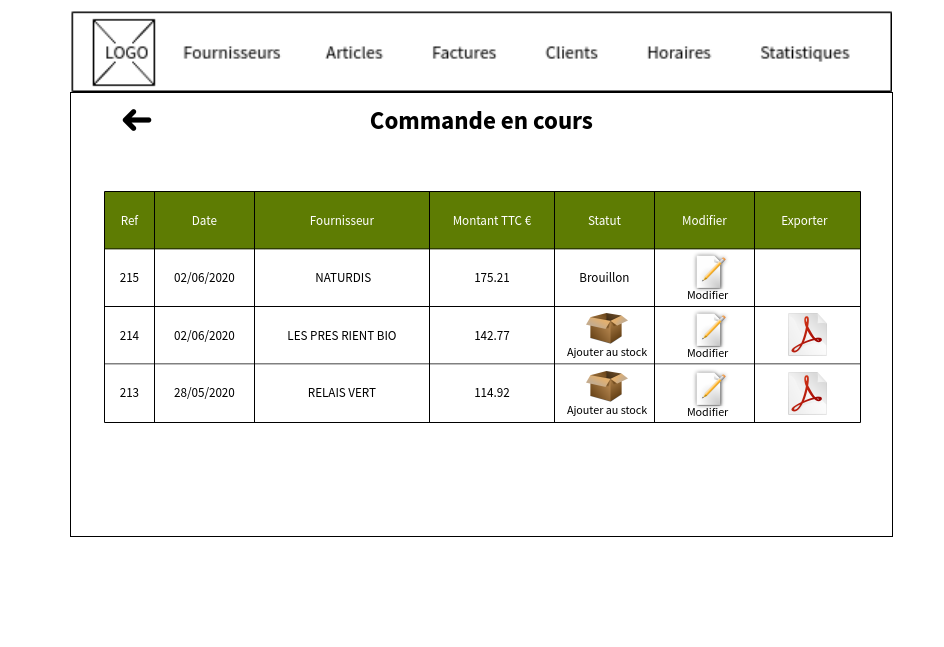 LOGO Fournisseurs Articles Factures Clients Horaires Statistiques
Commande en cours
Ref Date Fournisseur Montant TTC € Statut Modifier Exporter
215 02/06/2020 NATURDIS 175.21 Brouillon Modifier
214 02/06/2020 LES PRES RIENT BIO 142.77 Ajouter au stock Modifier
213 28/05/2020 RELAIS VERT 114.92 Ajouter au stock Modifier